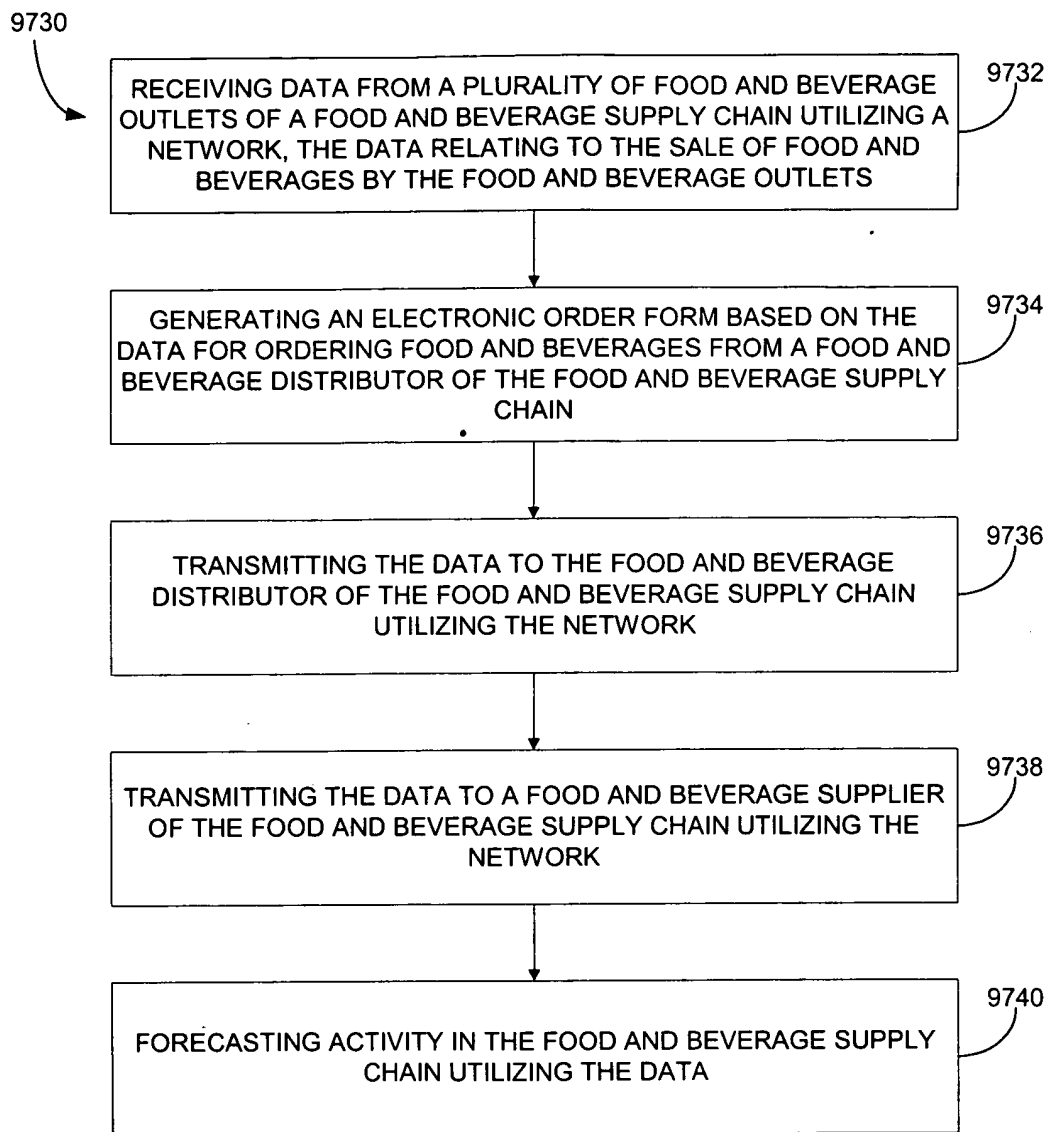 9730
RECEIVING DATA FROM A PLURALITY OF FOOD AND BEVERAGE
OUTLETS OF A FOOD AND BEVERAGE SUPPLY CHAIN UTILIZING A
NETWORK, THE DATA RELATING TO THE SALE OF FOOD AND
BEVERAGES BY THE FOOD AND BEVERAGE OUTLETS
9732
GENERATING AN ELECTRONIC ORDER FORM BASED ON THE
DATA FOR ORDERING FOOD AND BEVERAGES FROM A FOOD AND
BEVERAGE DISTRIBUTOR OF THE FOOD AND BEVERAGE SUPPLY
CHAIN
9734
TRANSMITTING THE DATA TO THE FOOD AND BEVERAGE
DISTRIBUTOR OF THE FOOD AND BEVERAGE SUPPLY CHAIN
UTILIZING THE NETWORK
9736
TRANSMITTING THE DATA TO A FOOD AND BEVERAGE SUPPLIER
OF THE FOOD AND BEVERAGE SUPPLY CHAIN UTILIZING THE
NETWORK
9738
FORECASTING ACTIVITY IN THE FOOD AND BEVERAGE SUPPLY
CHAIN UTILIZING THE DATA
9740